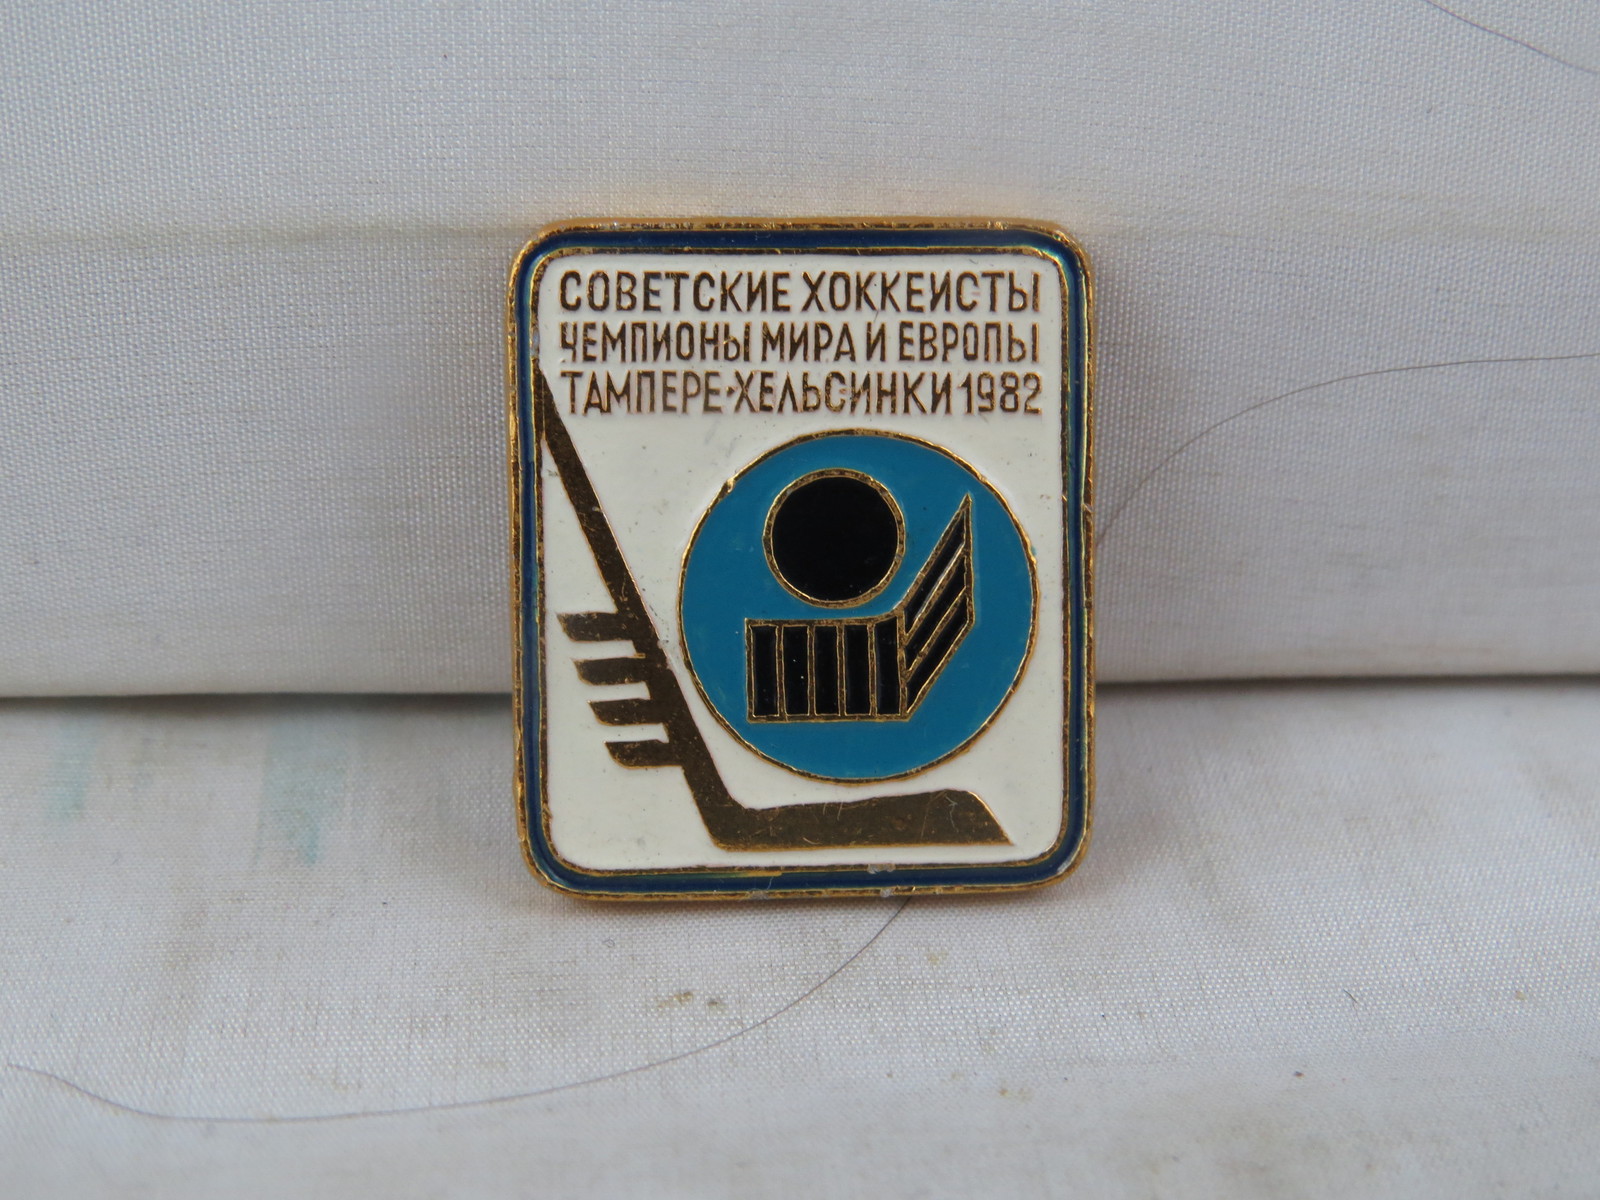 СОВЕТСКИЕ ХОККЕИСТЫ
ЧЕМПИОНЫ МИРА И ЕВРОПЫ
ТАМПЕРЕ-ХЕЛЬСИНКИ 1982